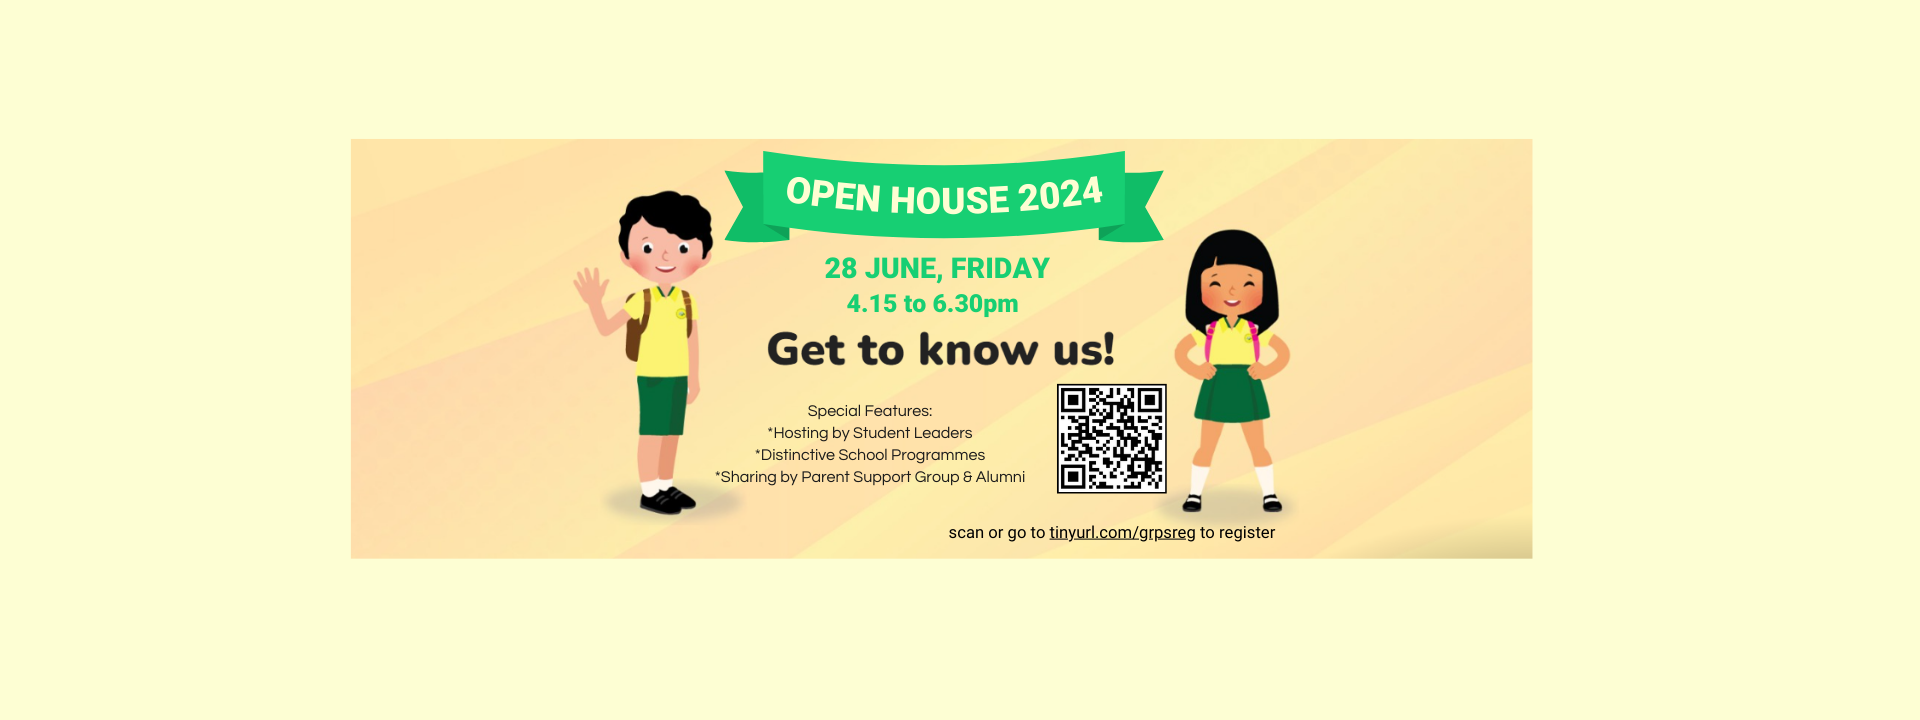 OPEN HOUSE 2024
28 JUNE, FRIDAY
4.15 to 6.30pm
Get to know us!
Special Features:
*Hosting by Student Leaders
*Distinctive School Programmes
*Sharing by Parent Support Group & Alumni
scan or go to tinyurl.com/grpsreg to register